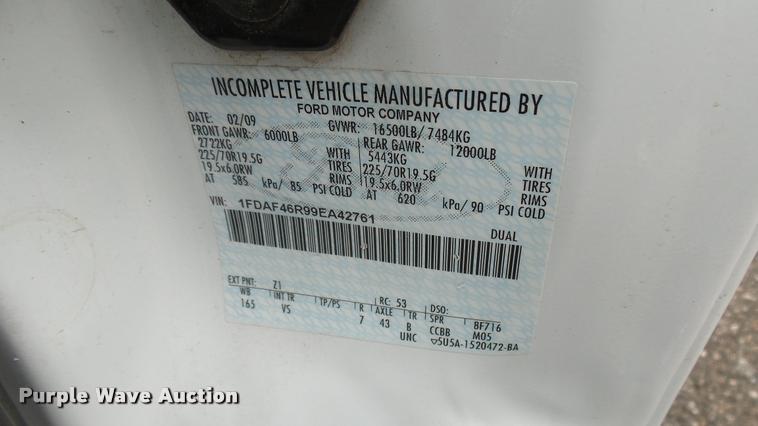 INCOMPLETE VEHICLE MANUFACTURED BY
FORD MOTOR COMPANY
DATE: 02/09 GVWR: 16500LB/7484KG
FRONT GAWR: 6000LB REAR GAWR: 12000LB
2722KG WITH 5443KG WITH
225/70R19.5G TIRES 225/70R19.5G TIRES
19.5x6.0RW RIMS 19.5x6.0RW RIMS
AT 585 kPa/ 85 PSI COLD AT 620 kPa/ 90 PSI COLD
VIN: 1FDAF46R99EA42761 DUAL
EXT PNT: Z1 RC: 53 DSO:
WB INT TR TP/PS R AXLE TR SPR 8F716
165 VS 7 43 B CCBB M05
UNC ▽5U5A-1520472-BA
Purple Wave Auction